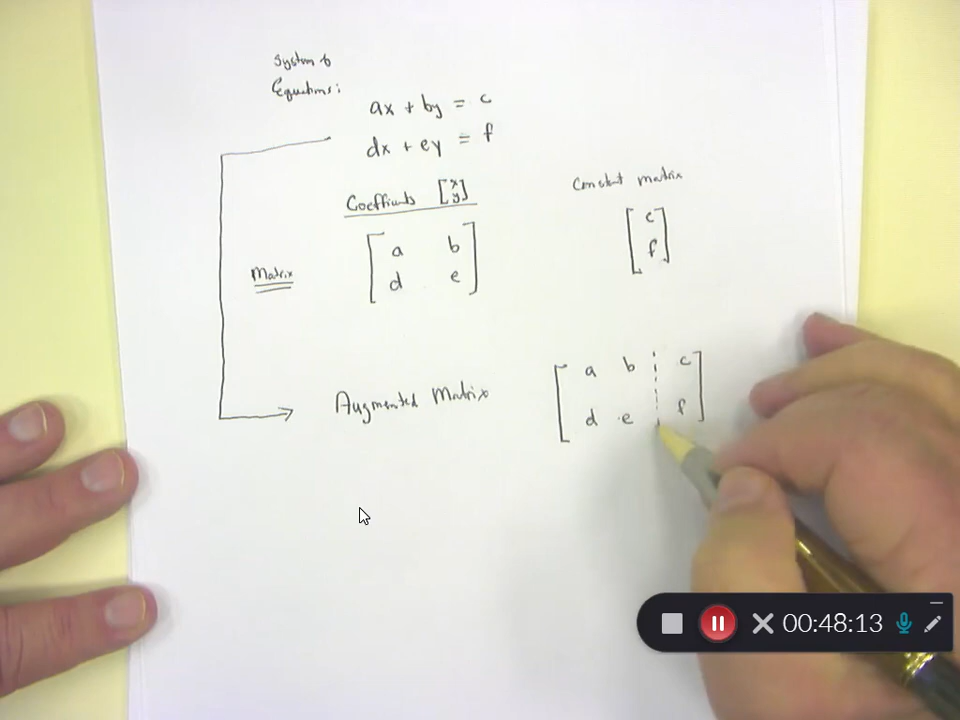 System of
Equations:
ax + by = c
dx + ey = f
Coefficients [x y]
Constant matrix
Matrix
[a b
d e]
[c
f]
Augmented Matrix
[a b ¦ c
d e ¦ f]
00:48:13